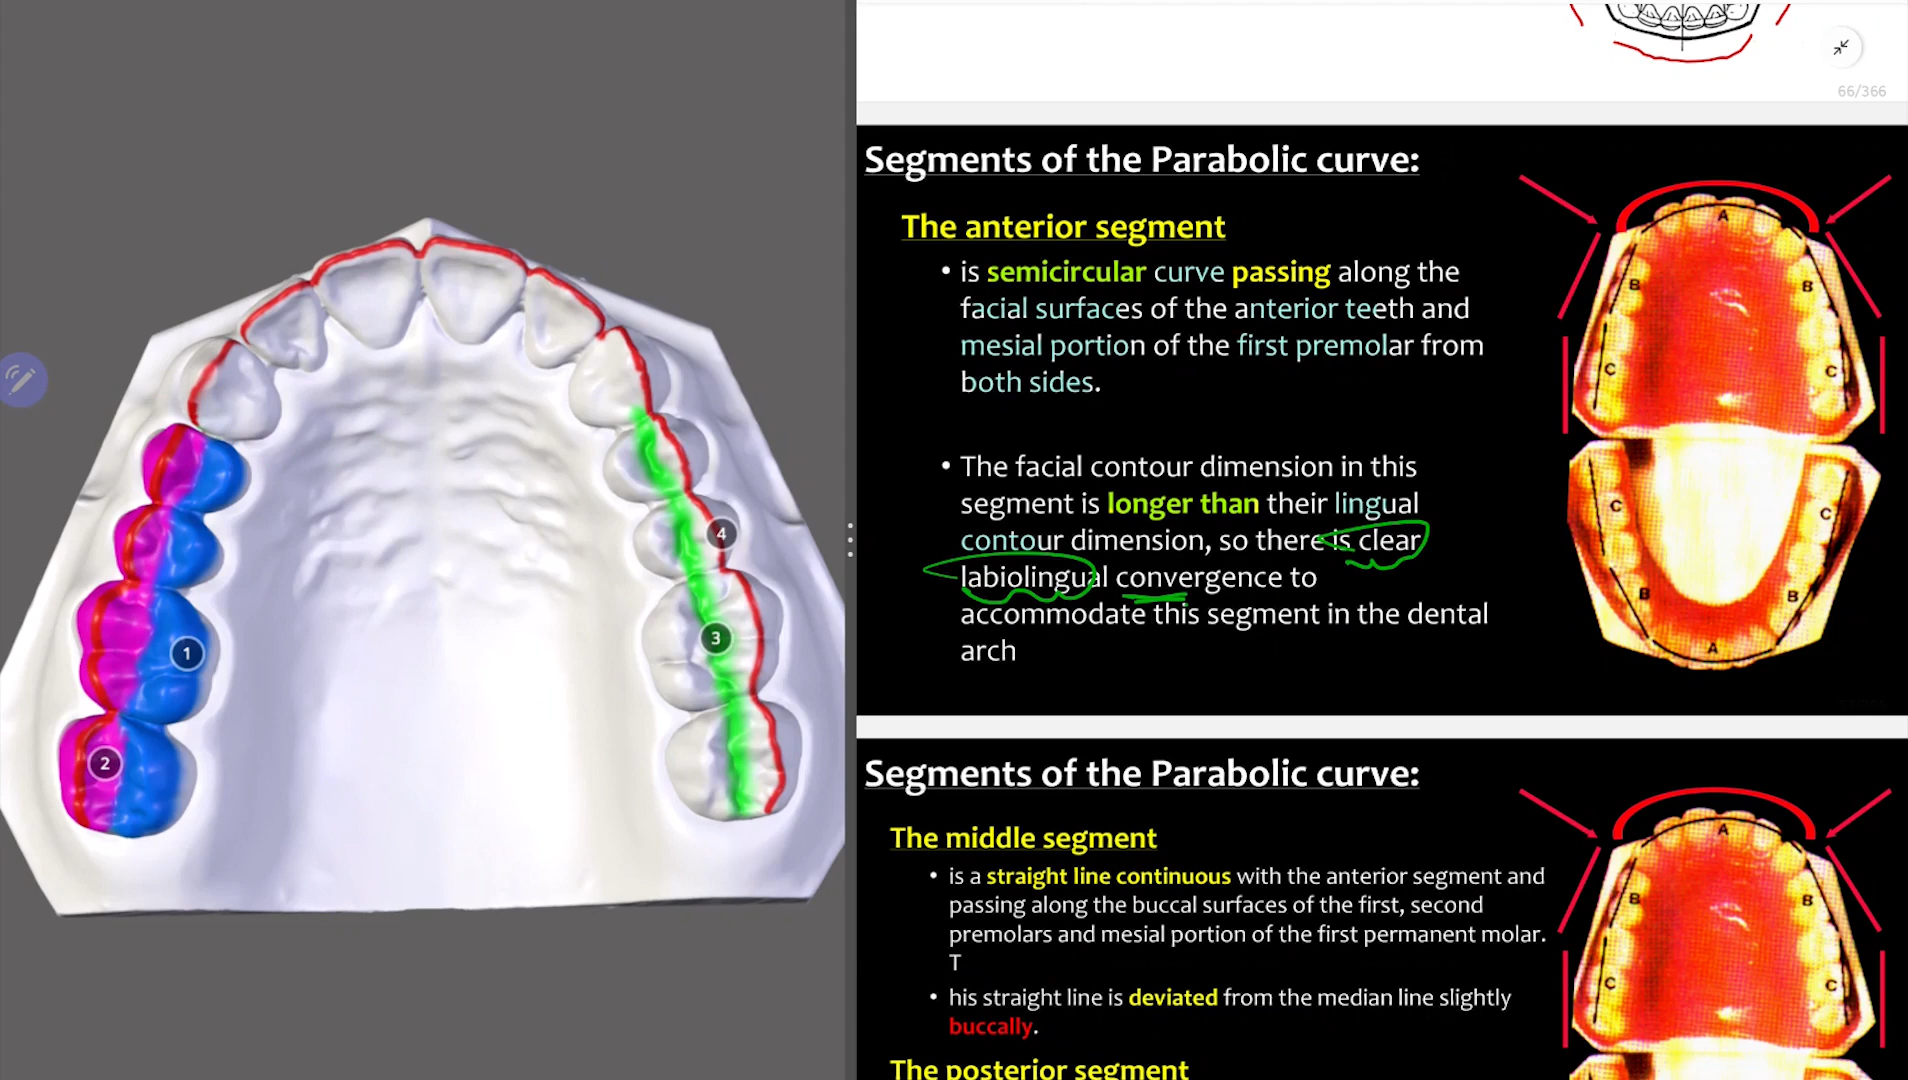 1
2
3
4
66/366
Segments of the Parabolic curve:
The anterior segment
• is semicircular curve passing along the
facial surfaces of the anterior teeth and
mesial portion of the first premolar from
both sides.
• The facial contour dimension in this
segment is longer than their lingual
contour dimension, so there is clear
labiolingual convergence to
accommodate this segment in the dental
arch
A
B
B
C
C
C
C
B
B
A
Segments of the Parabolic curve:
The middle segment
• is a straight line continuous with the anterior segment and
passing along the buccal surfaces of the first, second
premolars and mesial portion of the first permanent molar.
T
• his straight line is deviated from the median line slightly
buccally.
The posterior segment
A
B
B
C
C